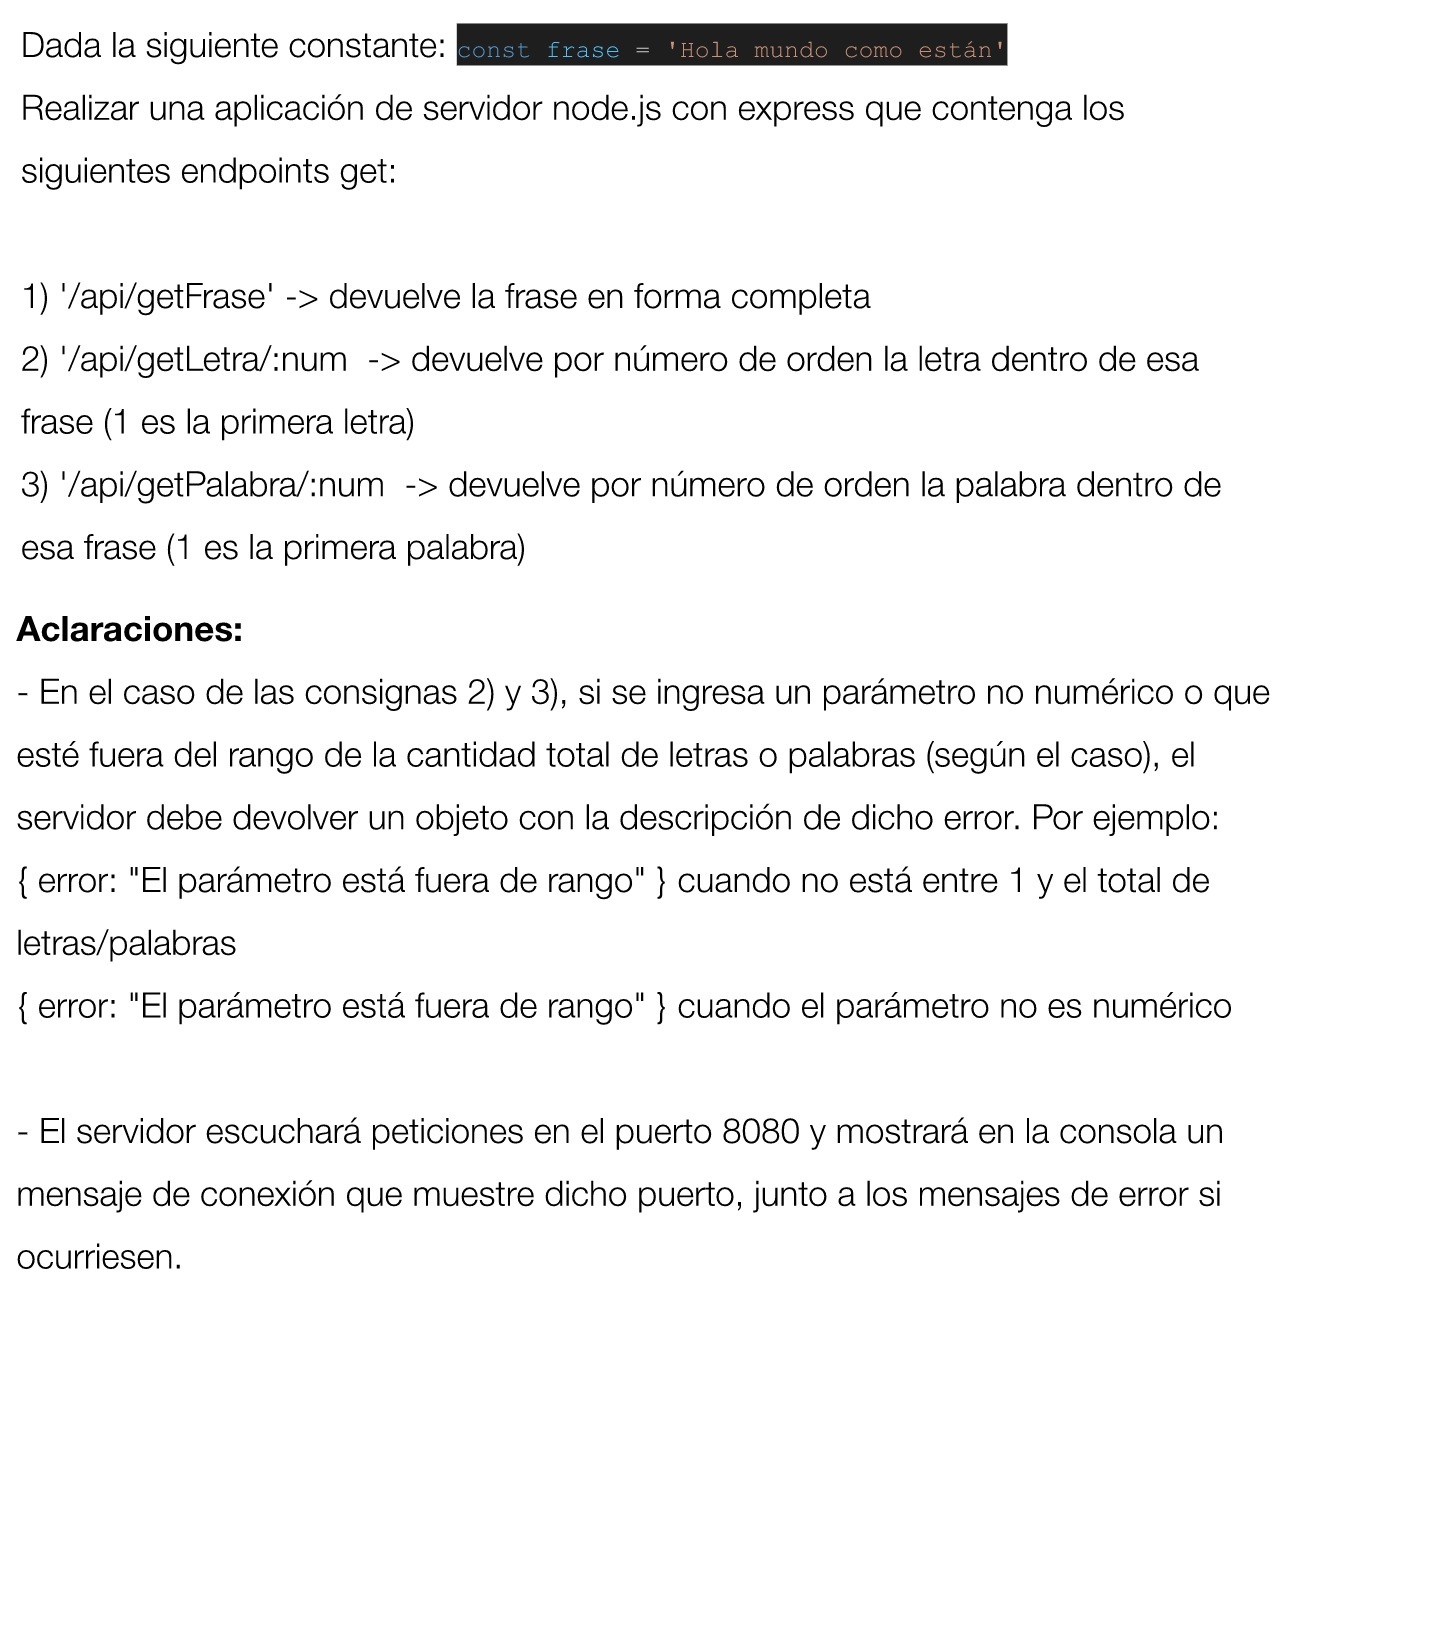 Dada la siguiente constante: const frase = 'Hola mundo como están'
Realizar una aplicación de servidor node.js con express que contenga los
siguientes endpoints get:
1) '/api/getFrase' -> devuelve la frase en forma completa
2) '/api/getLetra/:num  -> devuelve por número de orden la letra dentro de esa
frase (1 es la primera letra)
3) '/api/getPalabra/:num  -> devuelve por número de orden la palabra dentro de
esa frase (1 es la primera palabra)
Aclaraciones:
- En el caso de las consignas 2) y 3), si se ingresa un parámetro no numérico o que
esté fuera del rango de la cantidad total de letras o palabras (según el caso), el
servidor debe devolver un objeto con la descripción de dicho error. Por ejemplo:
{ error: "El parámetro está fuera de rango" } cuando no está entre 1 y el total de
letras/palabras
{ error: "El parámetro está fuera de rango" } cuando el parámetro no es numérico
- El servidor escuchará peticiones en el puerto 8080 y mostrará en la consola un
mensaje de conexión que muestre dicho puerto, junto a los mensajes de error si
ocurriesen.